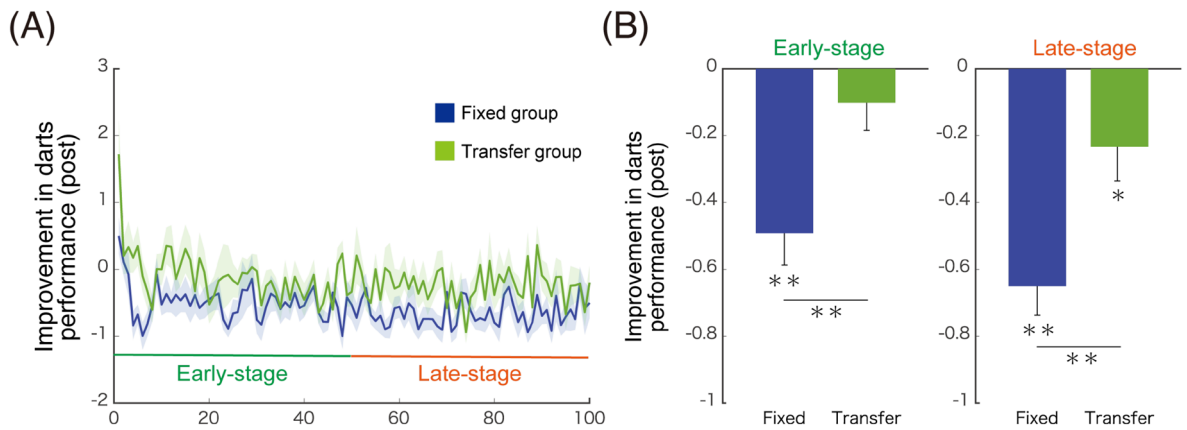 (A)
Improvement in darts
performance (post)
3
2
1
0
-1
-2
Fixed group
Transfer group
Early-stage
Late-stage
0
20
40
60
80
100
(B)
Early-stage
Improvement in darts
performance (post)
0
-0.2
-0.4
-0.6
-0.8
-1
**
**
Fixed
Transfer
Late-stage
0
-0.2
-0.4
-0.6
-0.8
-1
*
**
**
Fixed
Transfer